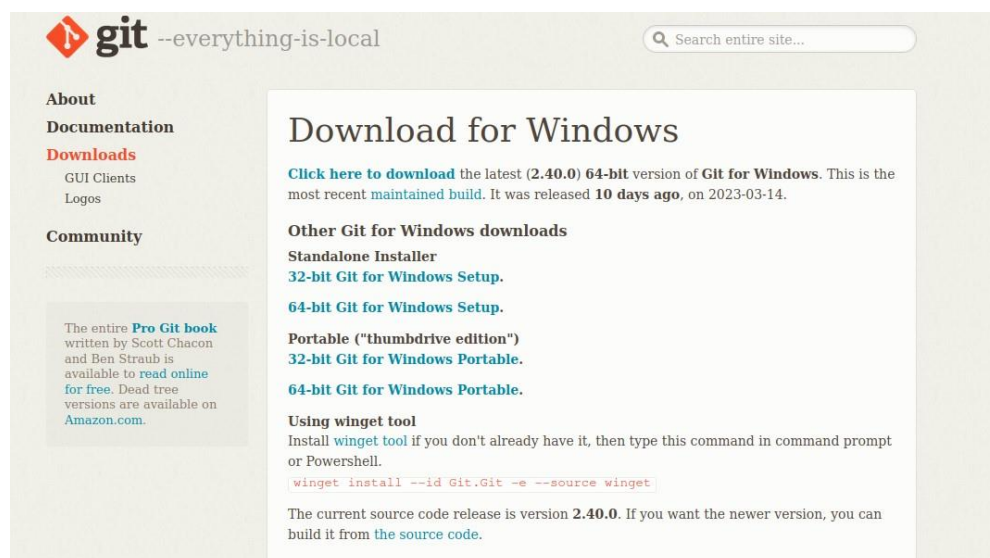 git --everything-is-local
Search entire site...
About
Documentation
Downloads
GUI Clients
Logos
Community
The entire Pro Git book
written by Scott Chacon
and Ben Straub is
available to read online
for free. Dead tree
versions are available on
Amazon.com.
Download for Windows
Click here to download the latest (2.40.0) 64-bit version of Git for Windows. This is the
most recent maintained build. It was released 10 days ago, on 2023-03-14.
Other Git for Windows downloads
Standalone Installer
32-bit Git for Windows Setup.
64-bit Git for Windows Setup.
Portable ("thumbdrive edition")
32-bit Git for Windows Portable.
64-bit Git for Windows Portable.
Using winget tool
Install winget tool if you don't already have it, then type this command in command prompt
or Powershell.
winget install --id Git.Git -e --source winget
The current source code release is version 2.40.0. If you want the newer version, you can
build it from the source code.